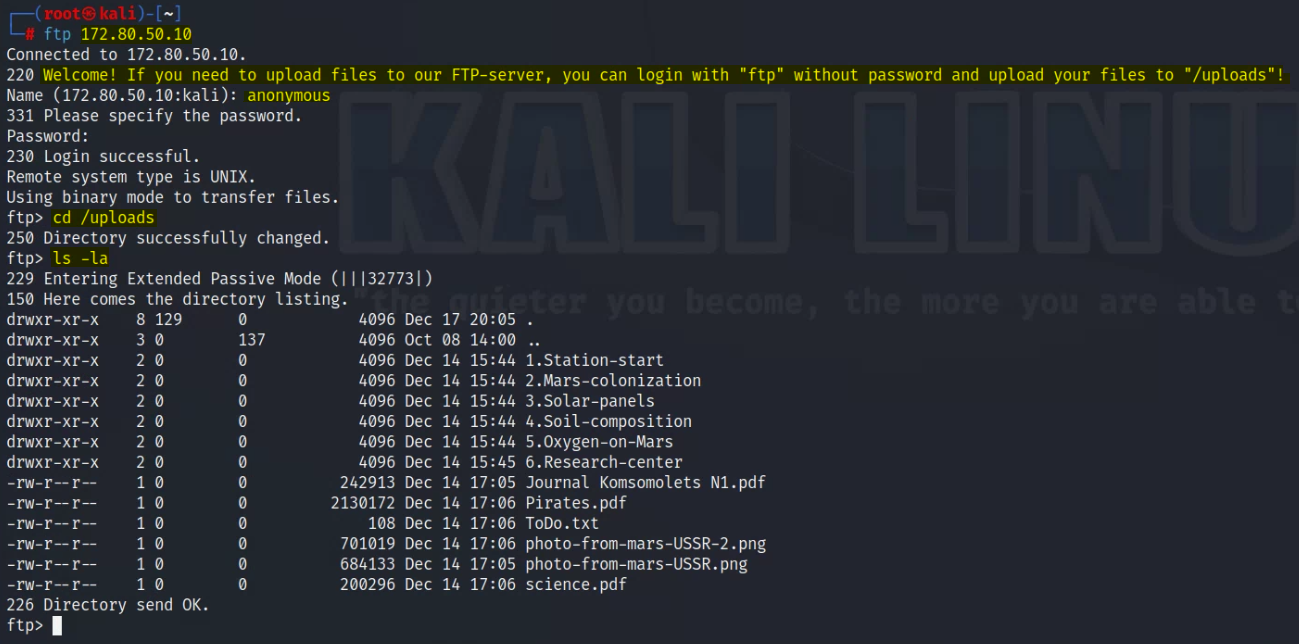 ┌──(root㉿kali)-[~]
└─# ftp 172.80.50.10
Connected to 172.80.50.10.
220 Welcome! If you need to upload files to our FTP-server, you can login with "ftp" without password and upload your files to "/uploads"!
Name (172.80.50.10:kali): anonymous
331 Please specify the password.
Password:
230 Login successful.
Remote system type is UNIX.
Using binary mode to transfer files.
ftp> cd /uploads
250 Directory successfully changed.
ftp> ls -la
229 Entering Extended Passive Mode (|||32773|)
150 Here comes the directory listing.
drwxr-xr-x    8 129      0            4096 Dec 17 20:05 .
drwxr-xr-x    3 0        137          4096 Oct 08 14:00 ..
drwxr-xr-x    2 0        0            4096 Dec 14 15:44 1.Station-start
drwxr-xr-x    2 0        0            4096 Dec 14 15:44 2.Mars-colonization
drwxr-xr-x    2 0        0            4096 Dec 14 15:44 3.Solar-panels
drwxr-xr-x    2 0        0            4096 Dec 14 15:44 4.Soil-composition
drwxr-xr-x    2 0        0            4096 Dec 14 15:44 5.Oxygen-on-Mars
drwxr-xr-x    2 0        0            4096 Dec 14 15:45 6.Research-center
-rw-r--r--    1 0        0          242913 Dec 14 17:05 Journal Komsomolets N1.pdf
-rw-r--r--    1 0        0         2130172 Dec 14 17:06 Pirates.pdf
-rw-r--r--    1 0        0             108 Dec 14 17:06 ToDo.txt
-rw-r--r--    1 0        0          701019 Dec 14 17:06 photo-from-mars-USSR-2.png
-rw-r--r--    1 0        0          684133 Dec 14 17:05 photo-from-mars-USSR.png
-rw-r--r--    1 0        0          200296 Dec 14 17:06 science.pdf
226 Directory send OK.
ftp>
KALI LINU
"the quieter you become, the more you are able t